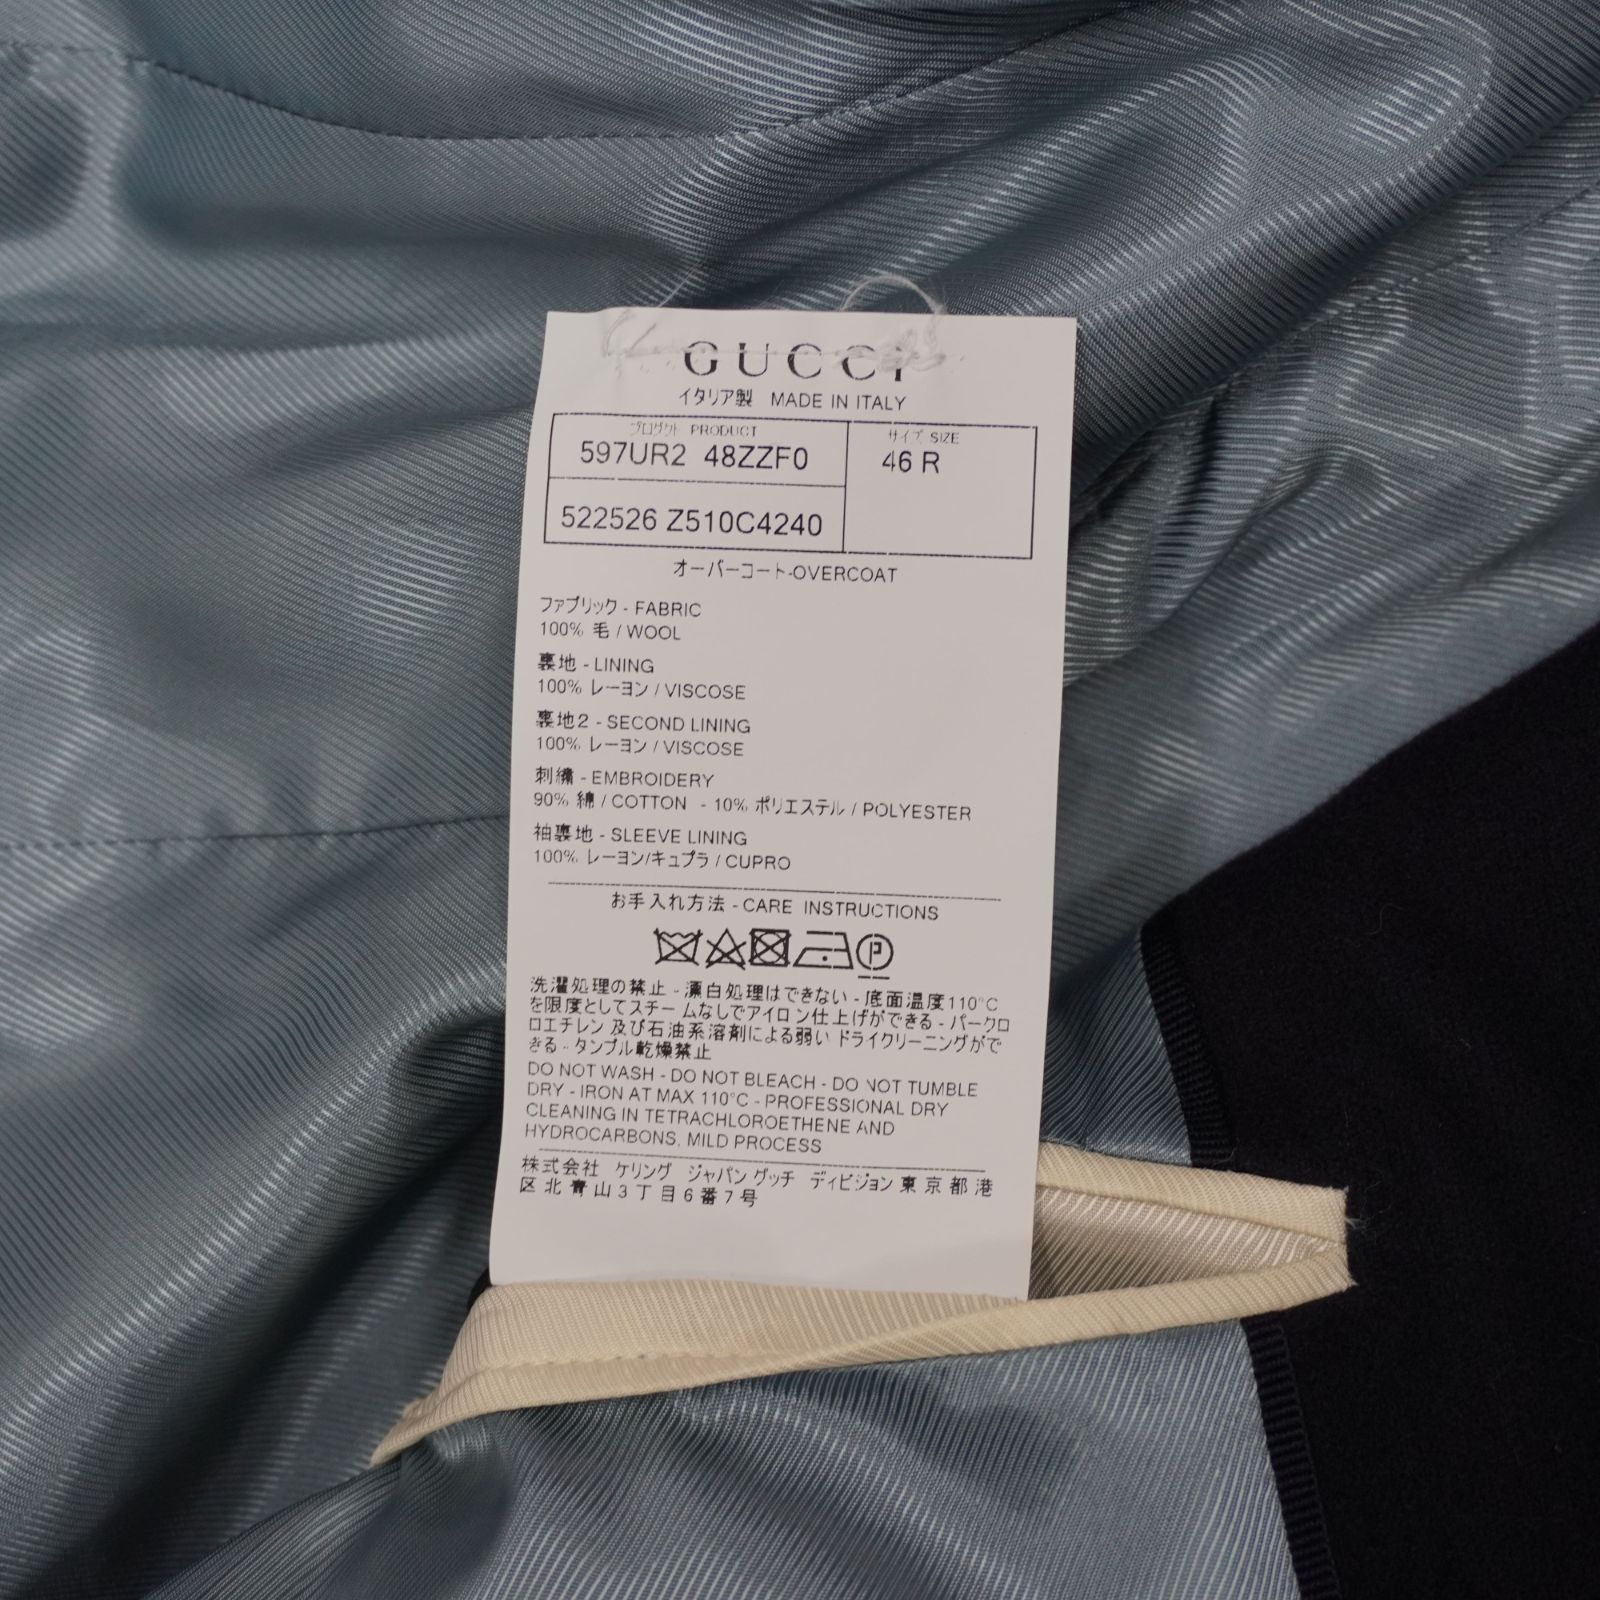 GUCCI
イタリア製 MADE IN ITALY
プロダクト PRODUCT
597UR2 48ZZF0
サイズ SIZE
46 R
522526 Z510C4240
オーバーコート-OVERCOAT
ファブリック - FABRIC
100% 毛 / WOOL
裏地 - LINING
100% レーヨン / VISCOSE
裏地2 - SECOND LINING
100% レーヨン / VISCOSE
刺繍 - EMBROIDERY
90% 綿 / COTTON - 10% ポリエステル / POLYESTER
袖裏地 - SLEEVE LINING
100% レーヨン/キュプラ / CUPRO
お手入れ方法 - CARE INSTRUCTIONS
P
洗濯処理の禁止 - 漂白処理はできない - 底面温度110°C
を限度としてスチームなしでアイロン仕上げができる - パークロ
ロエチレン 及び石油系溶剤による弱い ドライクリーニングがで
きる - タンブル乾燥禁止
DO NOT WASH - DO NOT BLEACH - DO NOT TUMBLE
DRY - IRON AT MAX 110°C - PROFESSIONAL DRY
CLEANING IN TETRACHLOROETHENE AND
HYDROCARBONS, MILD PROCESS
株式会社 ケリング ジャパン グッチ ディビジョン 東京都港
区北青山3丁目6番7号